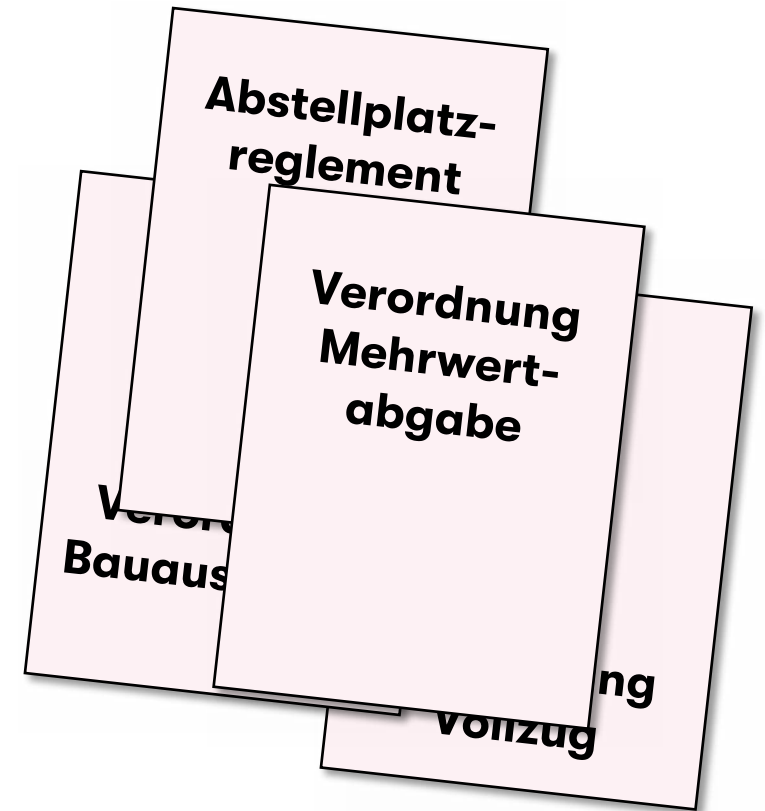 Abstellplatz-
reglement
Verordnung
Mehrwert-
abgabe
Bauaus
ng
Vollzug